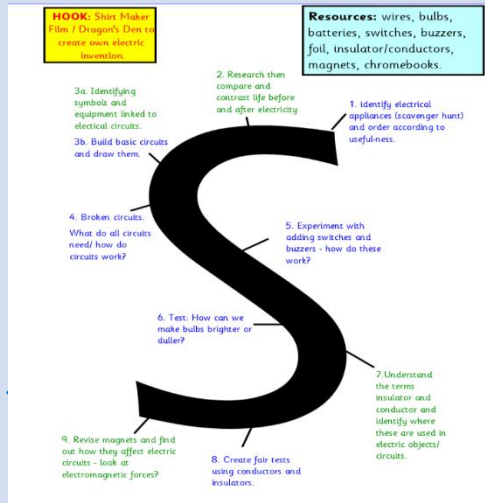 HOOK: Shirt Maker
Film / Dragon's Den to
create own electric
invention.
Resources: wires, bulbs,
batteries, switches, buzzers,
foil, insulator/conductors,
magnets, chromebooks.
1. identify electrical
appliances (scavenger hunt)
and order according to
useful-ness.
2. Research then
compare and
contrast life before
and after electricity
3a. Identifying
symbols and
equipment linked to
electical circuits.
3b. Build basic circuits
and draw them.
4. Broken circuits.
What do all circuits
need/ how do
circuits work?
5. Experiment with
adding switches and
buzzers - how do these
work?
6. Test: How can we
make bulbs brighter or
duller?
7.Understand
the terms
insulator and
conductor and
identify where
these are used in
electric objects/
circuits.
8. Create fair tests
using conductors and
insulators.
9. Revise magnets and find
out how they affect electric
circuits - look at
electromagnetic forces?
S